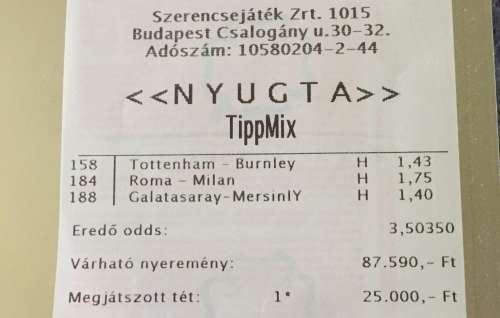 Szerencsejáték Zrt. 1015
Budapest Csalogány u.30-32.
Adószám: 10580204-2-44
<<NYUGTA>>
TippMix
158 Tottenham - Burnley H 1,43
184 Roma - Milan H 1,75
188 Galatasaray-MersinIY H 1,40
Eredő odds: 3,50350
Várható nyeremény: 87.590,- Ft
Megjátszott tét: 1* 25.000,- Ft